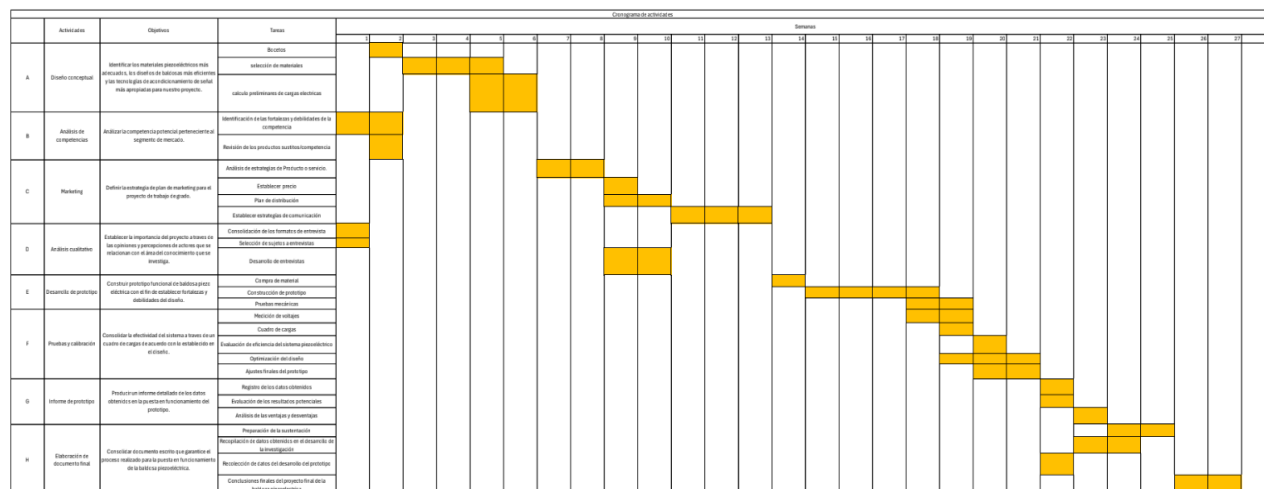 Cronograma de actividades
Actividades Objetivos Tareas Semanas
1 2 3 4 5 6 7 8 9 10 11 12 13 14 15 16 17 18 19 20 21 22 23 24 25 26 27
A
Diseño conceptual
Identificar los materiales piezoeléctricos más
adecuados, los diseños de baldosas más eficientes
y las tecnologías de acondicionamiento de señal
más apropiadas para nuestro proyecto.
Bocetos
selección de materiales
calculo preliminares de cargas electricas
B
Análisis de
competencias
Análizar la competencia potencial perteneciente al
segmento de mercado.
Identificación de las fortalezas y debilidades de la
competencia
Revisión de los productos
C
Marketing
Definir la estrategia de plan de marketing para el
proyecto de trabajo de grado.
Análisis de estrategias de Producto o servicio.
Establecer precio
Plan de distribución
Establecer estrategias de comunicación
D
Análisis cualitativo
Establecer la importancia del proyecto a traves de
las opiniones y percepciones de actores que se
relacionan con el área del conocimiento que se
investiga.
Consolidación de los formatos de entrevista
Selección de sujetos a entrevistas
Desarollo de entrevistas
E
Desarollo de prototipo
Construir prototipo funcional de baldosa piezo
eléctrica con el fin de establecer fortalezas y
debilidades del diseño.
Compra de material
Construcción de prototipo
Pruebas mecánicas
F
Pruebas y calibración
Consolidar la efectividad del sistema a traves de un
cuadro de cargas de acuerdo con la establecido en
el diseño.
Medición de voltajes
Cuadro de cargas
Evaluación de eficiencia del sistema piezoeléctrico
Optimización del diseño
Ajustes finales del prototipo
G
Informe de prototipo
Producir un informe detallado de los datos
obtenidos en la puesta en funcionamiento del
prototipo.
Registro de los datos obtenidos
Evaluación de los resultados potenciales
Análisis de las ventajas y desventajas
H
Elaboración de
documento final
Consolidar documento escrito que garantice el
proceso realizado para la puesta en funcionamiento
de la baldosa piezoeléctrica.
Preparación de la sustentación
Recopilación de datos obtenidos en el desarrollo de
la investigación
Recolección de datos del desarrollo del prototipo
Conclusiones finales del proyecto final de la